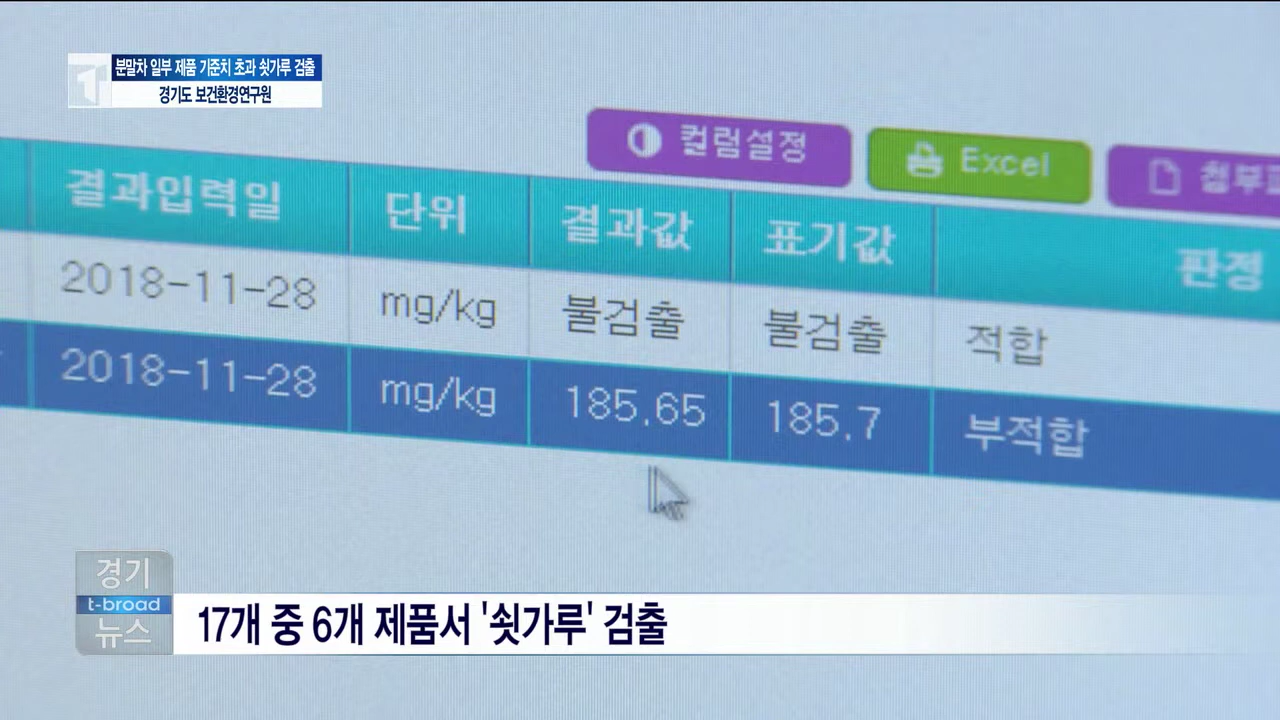 분말차 일부 제품 기준치 초과 쇳가루 검출
경기도 보건환경연구원
컬럼설정 Excel 첨부파
결과입력일 단위 결과값 표기값 판정
2018-11-28 mg/kg 불검출 불검출 적합
2018-11-28 mg/kg 185.65 185.7 부적합
경기
t-broad
뉴스
17개 중 6개 제품서 '쇳가루' 검출